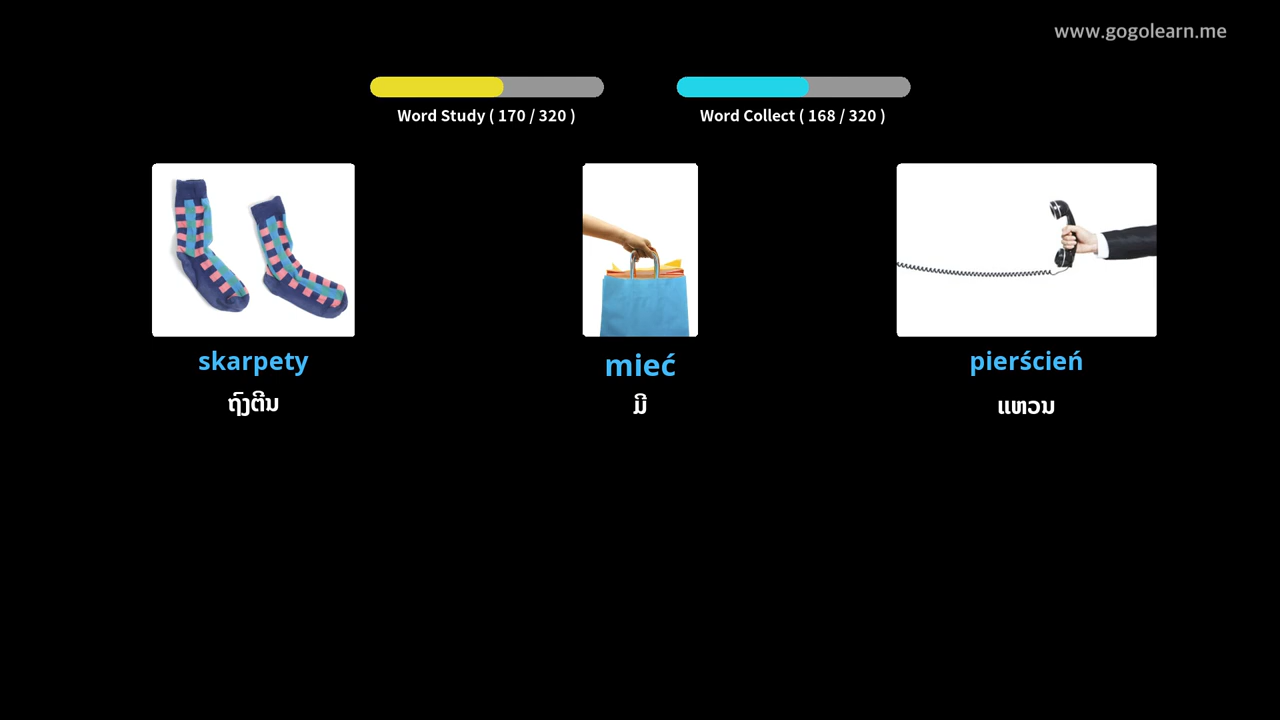 www.gogolearn.me
Word Study ( 170 / 320 )
Word Collect ( 168 / 320 )
skarpety
mieć
pierścień
ຖົງຕີນ
ມີ
ແຫວນ